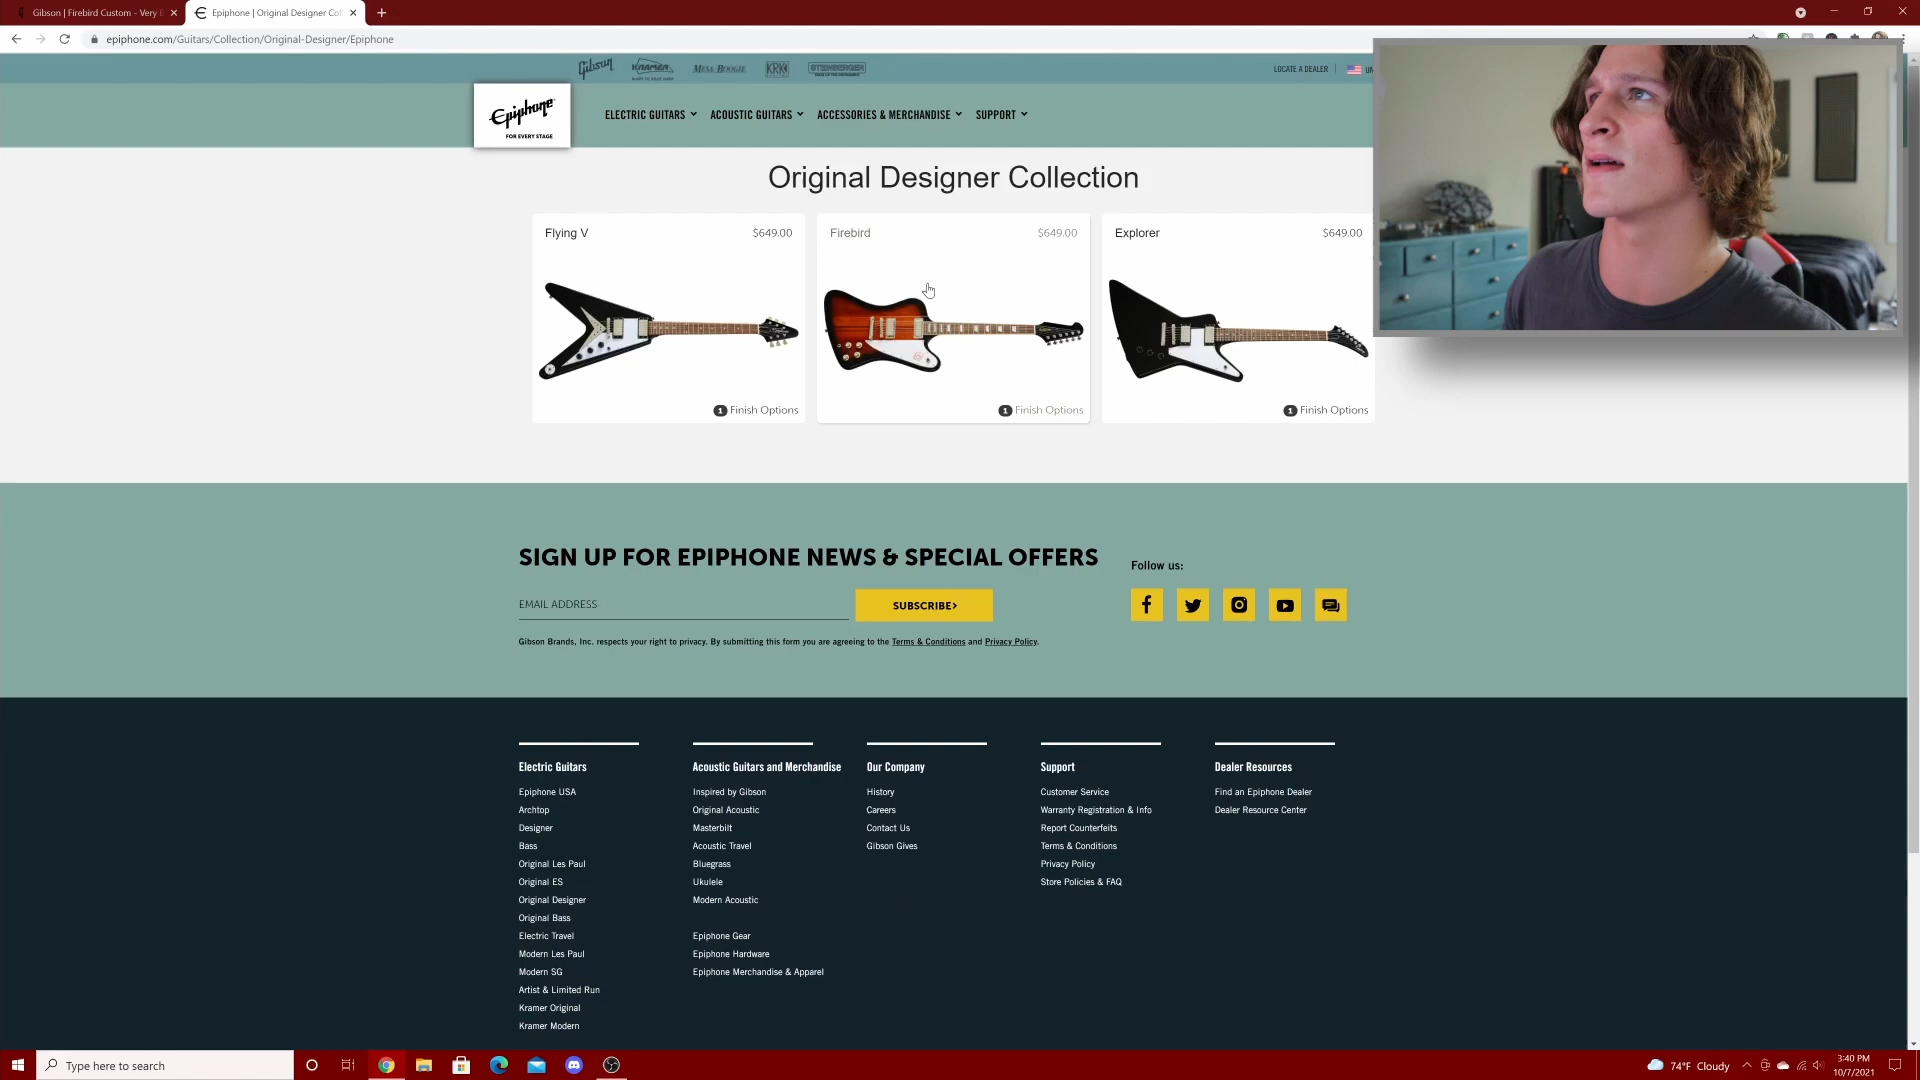 Gibson | Firebird Custom - Very
Epiphone | Original Designer Col
epiphone.com/Guitars/Collection/Original-Designer/Epiphone
Gibson
KRAMER
MESA/BOOGIE
KRK
STEINBERGER
LOCATE A DEALER
UN
Epiphone
FOR EVERY STAGE
ELECTRIC GUITARS
ACOUSTIC GUITARS
ACCESSORIES & MERCHANDISE
SUPPORT
Original Designer Collection
Flying V $649.00
Firebird $649.00
Explorer $649.00
1 Finish Options
1 Finish Options
1 Finish Options
SIGN UP FOR EPIPHONE NEWS & SPECIAL OFFERS
Follow us:
EMAIL ADDRESS
SUBSCRIBE>
Gibson Brands, Inc. respects your right to privacy. By submitting this form you are agreeing to the Terms & Conditions and Privacy Policy.
Electric Guitars
Epiphone USA
Archtop
Designer
Bass
Original Les Paul
Original ES
Original Designer
Original Bass
Electric Travel
Modern Les Paul
Modern SG
Artist & Limited Run
Kramer Original
Kramer Modern
Acoustic Guitars and Merchandise
Inspired by Gibson
Original Acoustic
Masterbilt
Acoustic Travel
Bluegrass
Ukulele
Modern Acoustic
Epiphone Gear
Epiphone Hardware
Epiphone Merchandise & Apparel
Our Company
History
Careers
Contact Us
Gibson Gives
Support
Customer Service
Warranty Registration & Info
Report Counterfeits
Terms & Conditions
Privacy Policy
Store Policies & FAQ
Dealer Resources
Find an Epiphone Dealer
Dealer Resource Center
Type here to search
74°F Cloudy
3:40 PM
10/7/2021